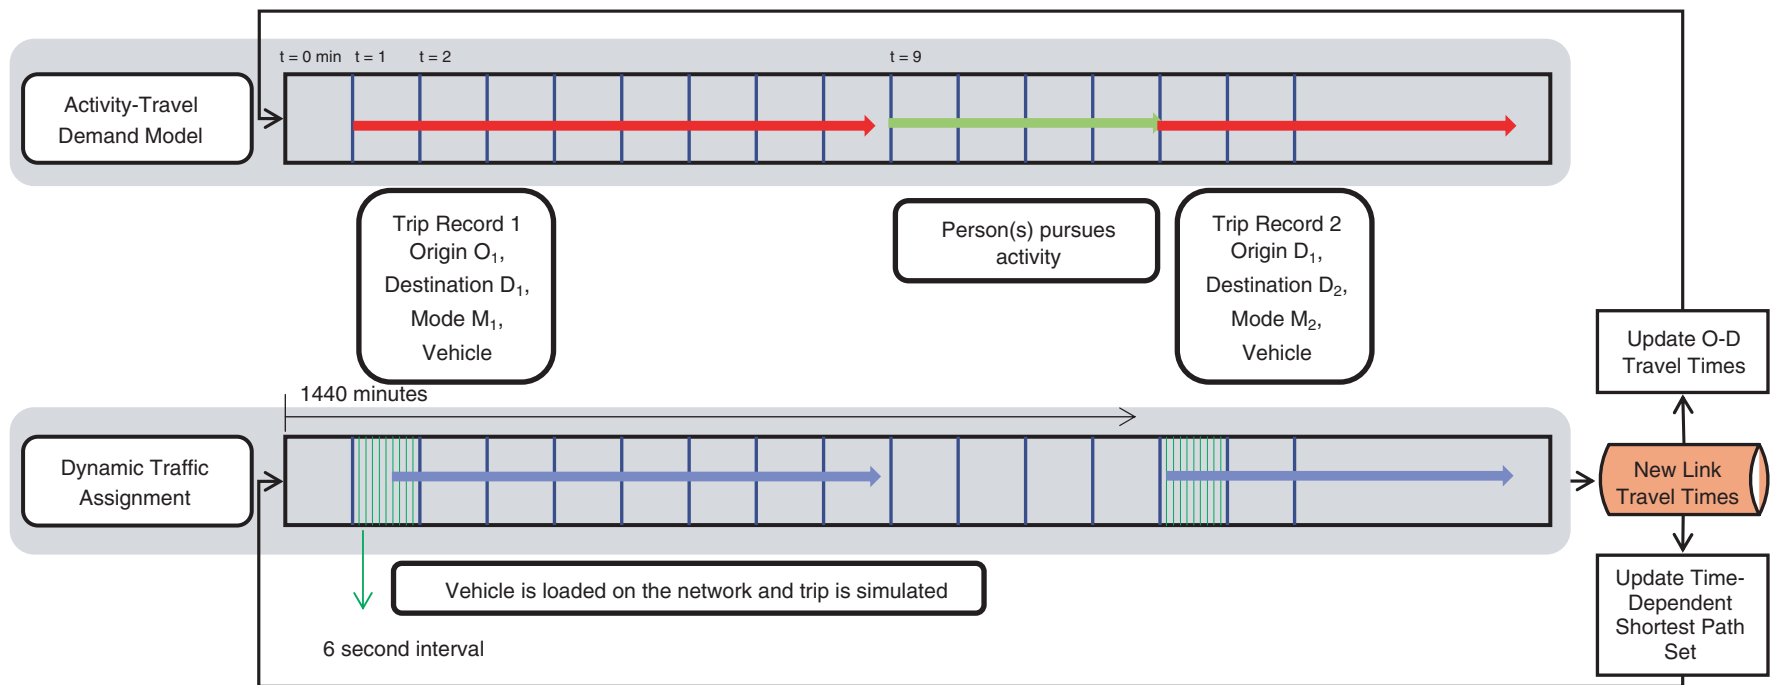 t = 0 min t = 1 t = 2 t = 9
Activity-Travel
Demand Model
Trip Record 1
Origin O1,
Destination D1,
Mode M1,
Vehicle
Person(s) pursues
activity
Trip Record 2
Origin D1,
Destination D2,
Mode M2,
Vehicle
Update O-D
Travel Times
1440 minutes
Dynamic Traffic
Assignment
New Link
Travel Times
Vehicle is loaded on the network and trip is simulated
6 second interval
Update Time-
Dependent
Shortest Path
Set